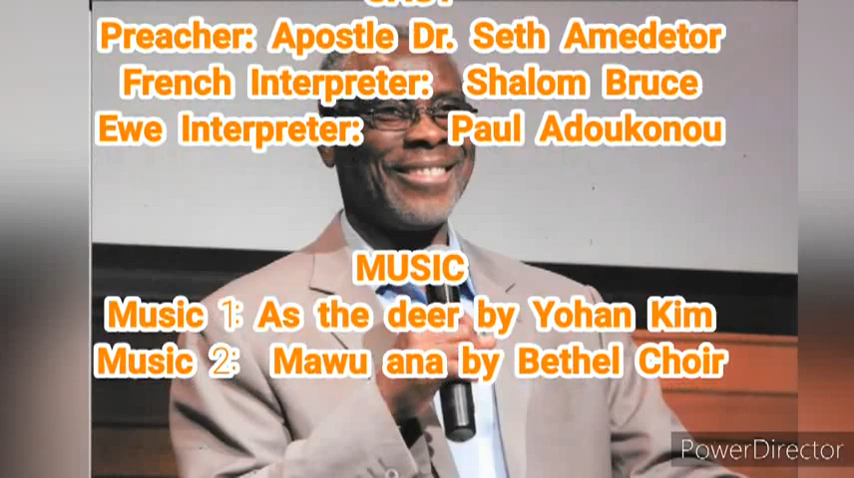 Preacher: Apostle Dr. Seth Amedetor
French Interpreter: Shalom Bruce
Ewe Interpreter: Paul Adoukonou
MUSIC
Music 1: As the deer by Yohan Kim
Music 2: Mawu ana by Bethel Choir
PowerDirector